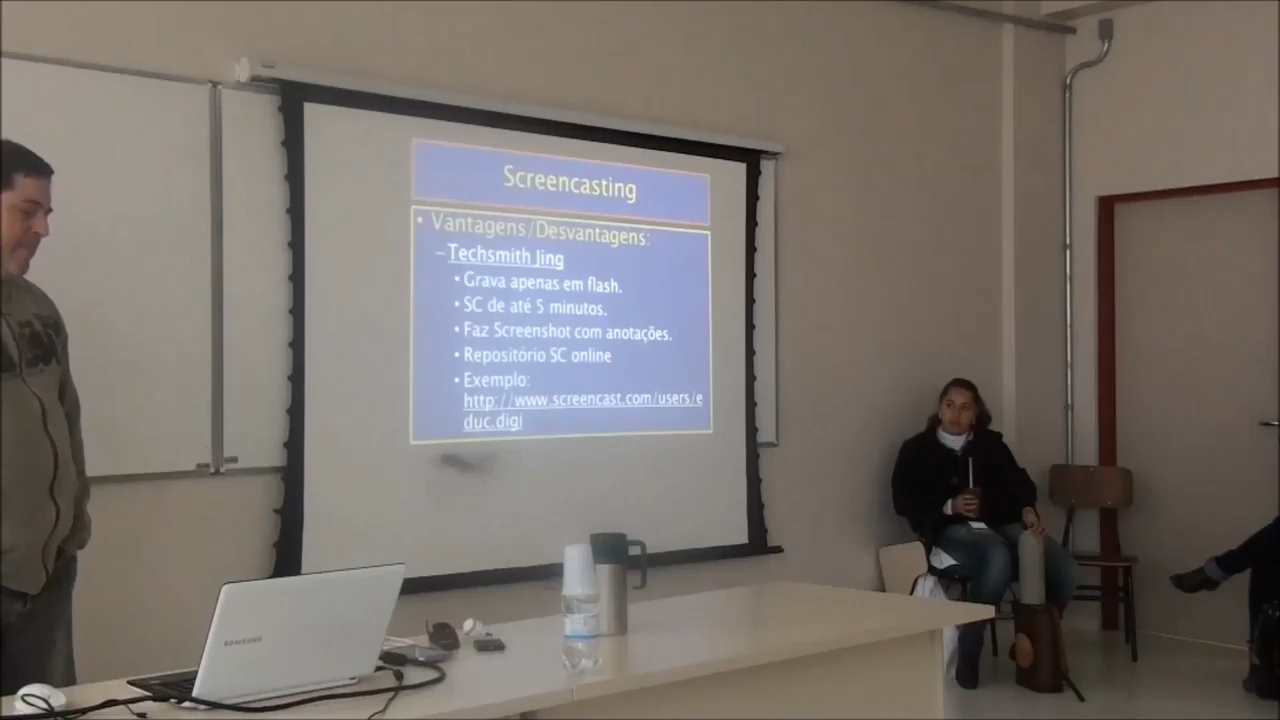 Screencasting
• Vantagens/Desvantagens:
–Techsmith Jing
• Grava apenas em flash.
• SC de até 5 minutos.
• Faz Screenshot com anotações.
• Repositório SC online
• Exemplo:
http://www.screencast.com/users/e
duc.digi
SAMSUNG